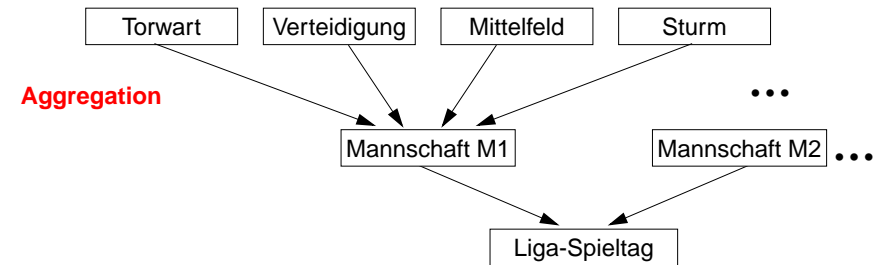 Torwart Verteidigung Mittelfeld Sturm
Aggregation
...
Mannschaft M1 Mannschaft M2 ...
Liga-Spieltag